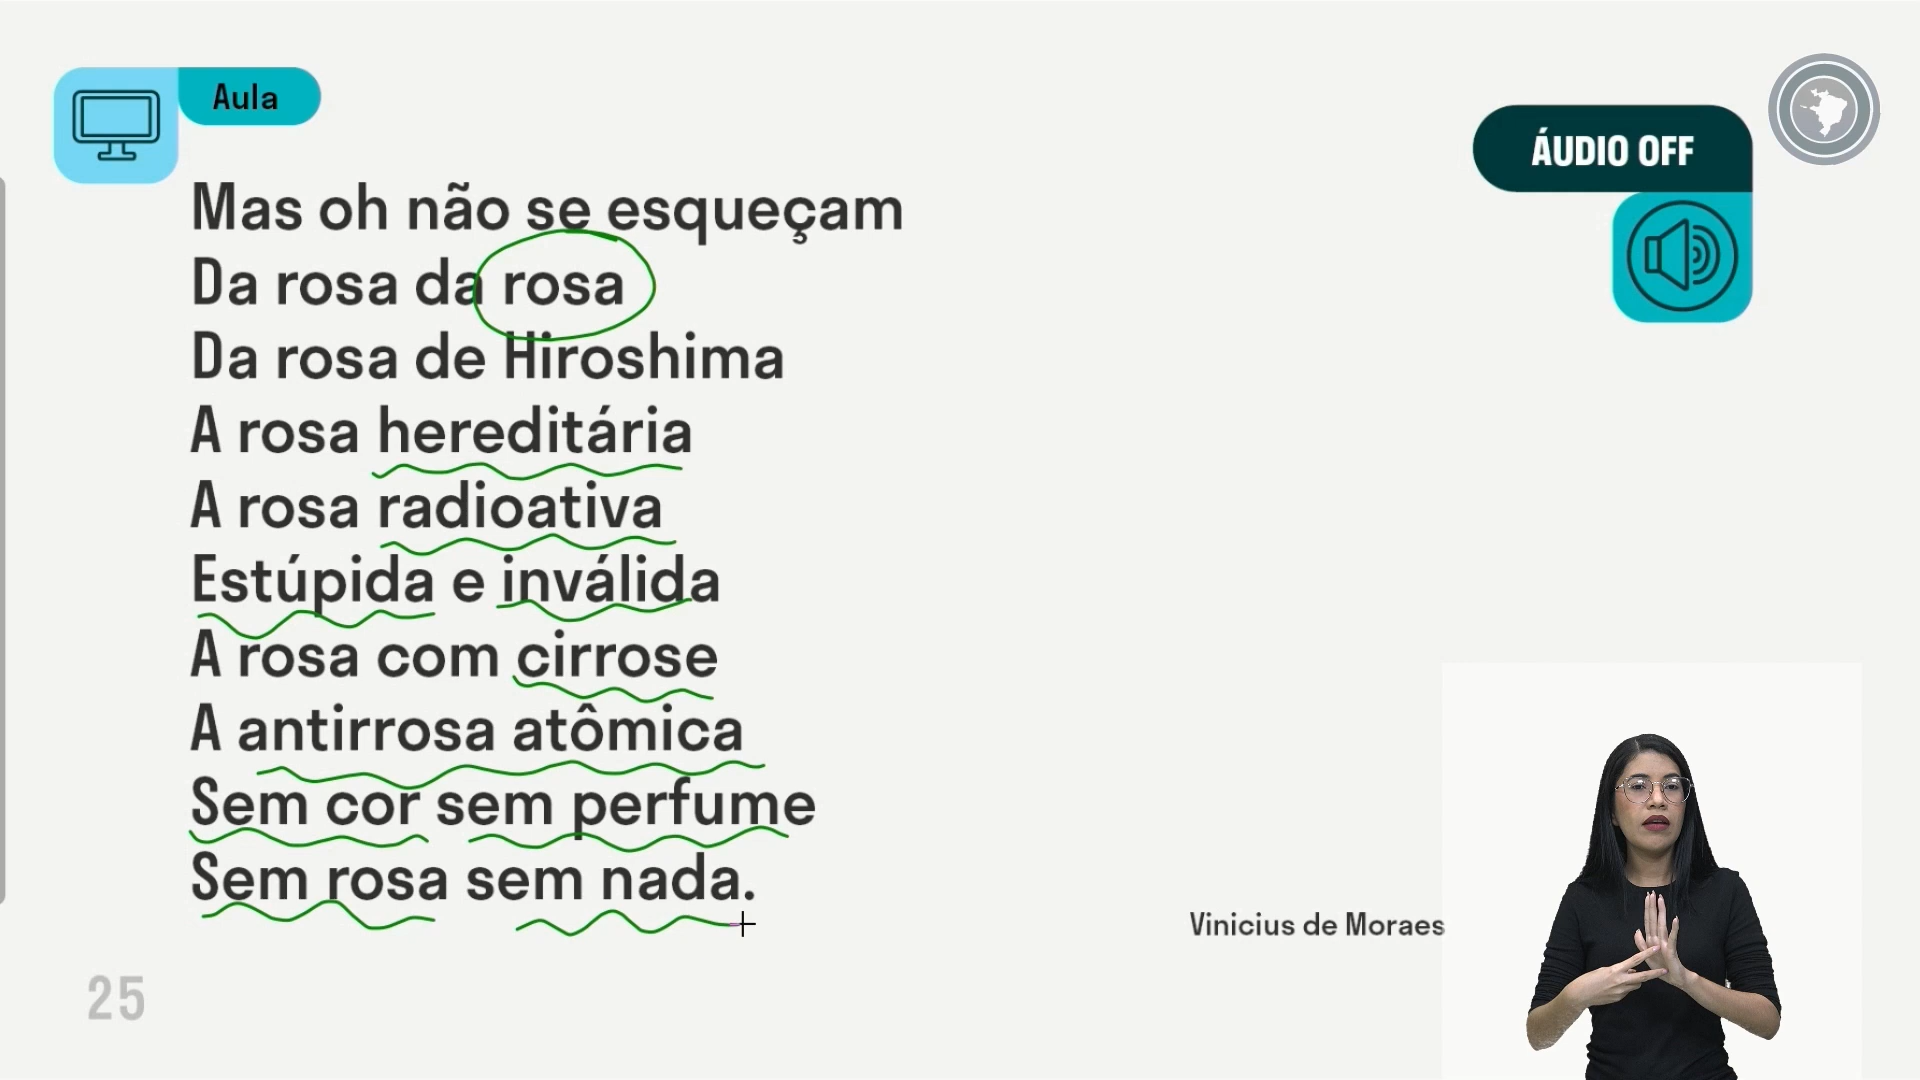 Aula
ÁUDIO OFF
Mas oh não se esqueçam
Da rosa da rosa
Da rosa de Hiroshima
A rosa hereditária
A rosa radioativa
Estúpida e inválida
A rosa com cirrose
A antirrosa atômica
Sem cor sem perfume
Sem rosa sem nada.
Vinicius de Moraes
25